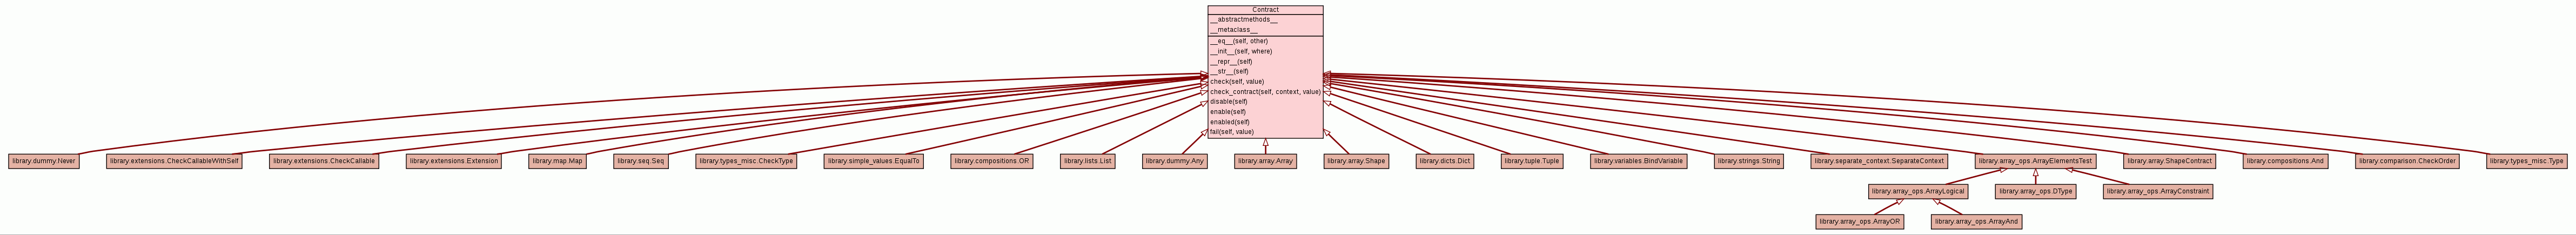 Contract
__abstractmethods__
__metaclass__
__eq__(self, other)
__init__(self, where)
__repr__(self)
__str__(self)
check(self, value)
check_contract(self, context, value)
disable(self)
enable(self)
enabled(self)
fail(self, value)
library.dummy.Never
library.extensions.CheckCallableWithSelf
library.extensions.CheckCallable
library.extensions.Extension
library.map.Map
library.seq.Seq
library.types_misc.CheckType
library.simple_values.EqualTo
library.compositions.OR
library.lists.List
library.dummy.Any
library.array.Array
library.array.Shape
library.dicts.Dict
library.tuple.Tuple
library.variables.BindVariable
library.strings.String
library.separate_context.SeparateContext
library.array_ops.ArrayElementsTest
library.array.ShapeContract
library.compositions.And
library.comparison.CheckOrder
library.types_misc.Type
library.array_ops.ArrayLogical
library.array_ops.DType
library.array_ops.ArrayConstraint
library.array_ops.ArrayOR
library.array_ops.ArrayAnd